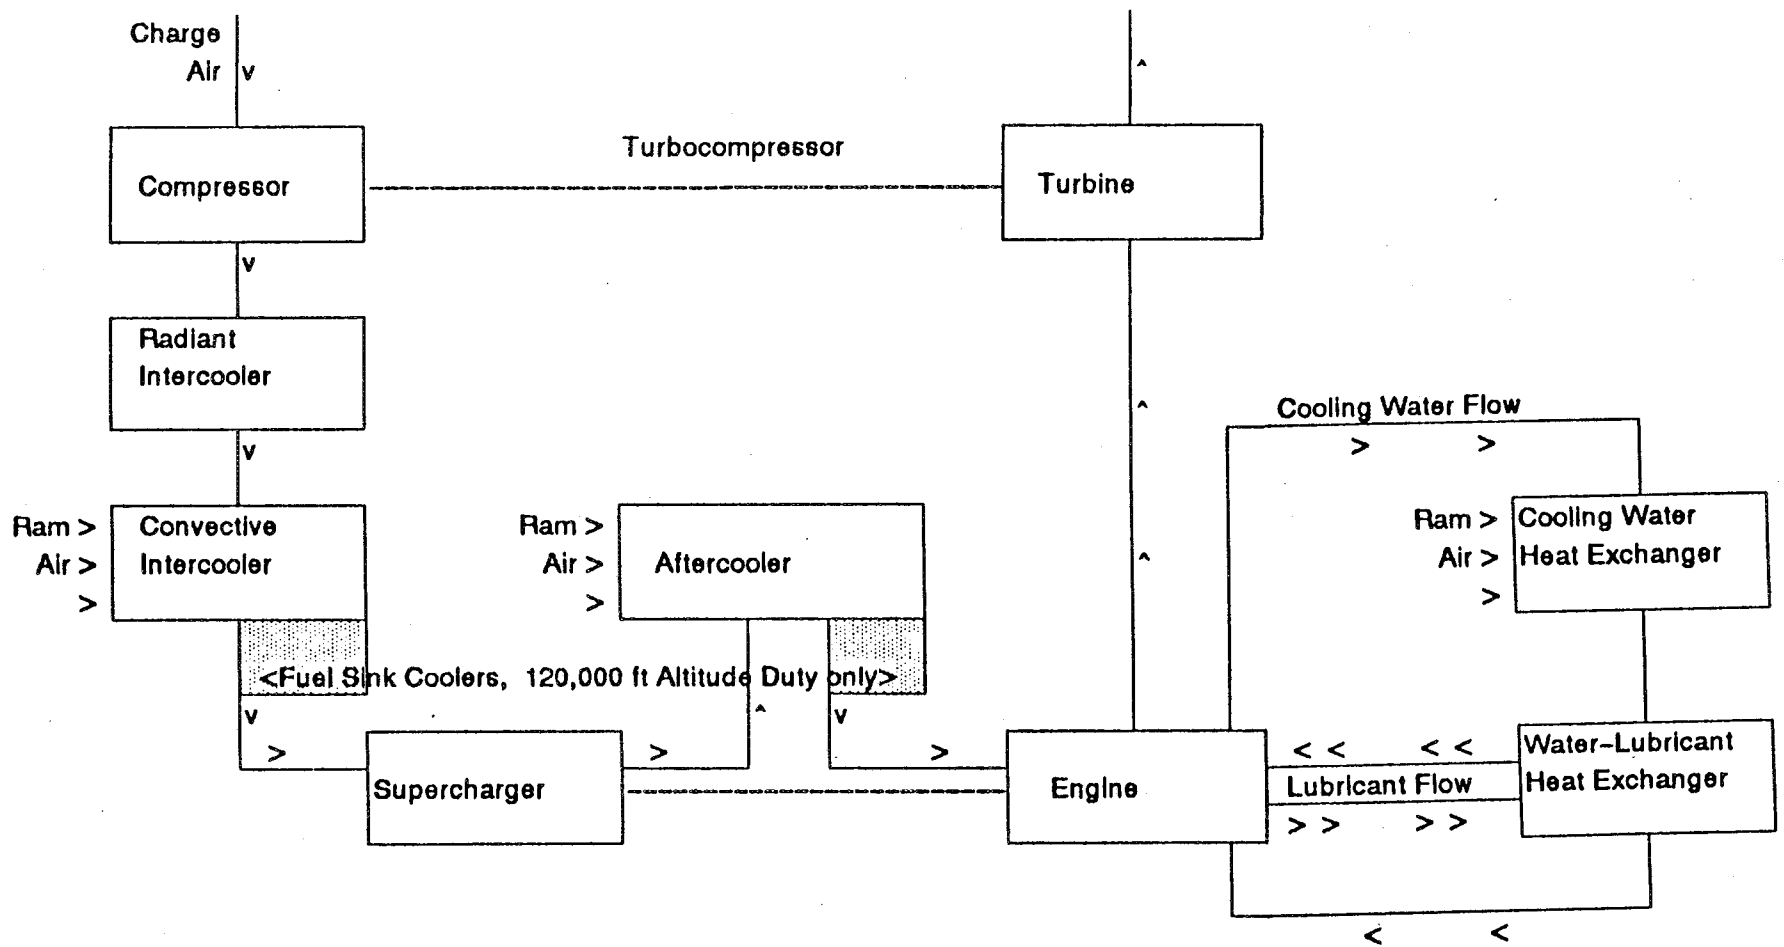 Charge
Air v
^
Compressor
Turbocompressor
Turbine
v
Radiant
Intercooler
v
^
Cooling Water Flow
> >
Ram >
Air >
>
Convective
Intercooler
Ram >
Air >
>
Aftercooler
^
Ram >
Air >
>
Cooling Water
Heat Exchanger
<Fuel Sink Coolers, 120,000 ft Altitude Duty only>
v
^
v
>
Supercharger
>
>
Engine
< < < <
Lubricant Flow
> > > >
Water-Lubricant
Heat Exchanger
< <